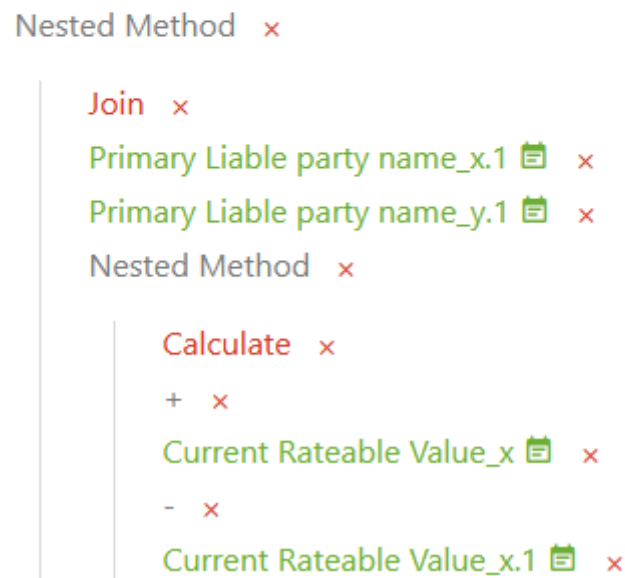 Nested Method ×
Join ×
Primary Liable party name_x.1 ×
Primary Liable party name_y.1 ×
Nested Method ×
Calculate ×
+ ×
Current Rateable Value_x ×
- ×
Current Rateable Value_x.1 ×